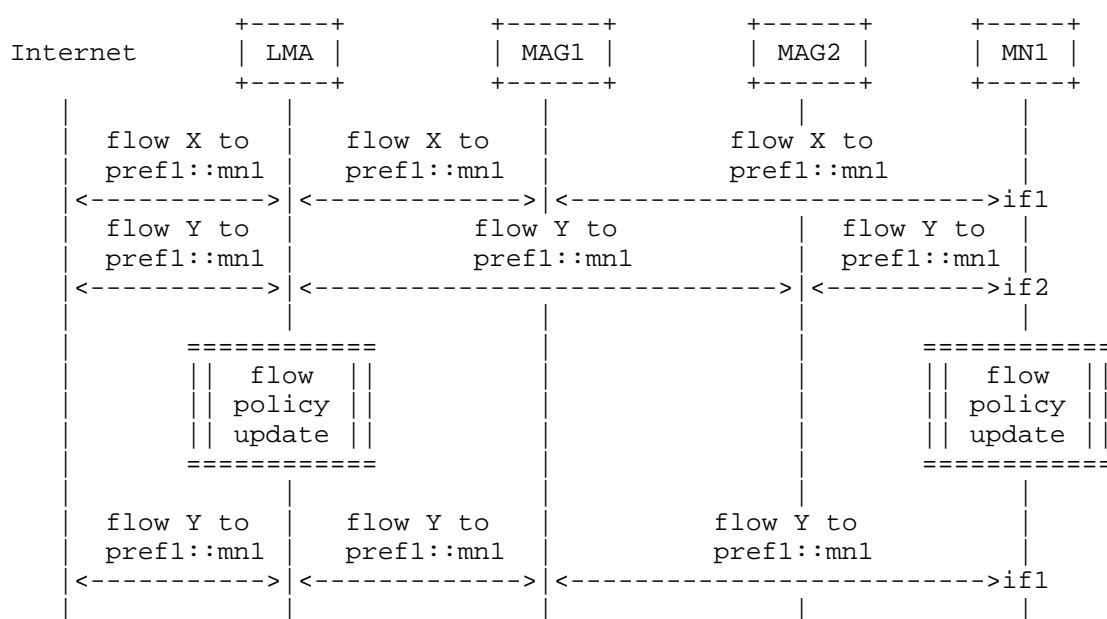 Internet LMA MAG1 MAG2 MN1
flow X to flow X to flow X to
pref1::mn1 pref1::mn1 pref1::mn1
if1
flow Y to flow Y to flow Y to
pref1::mn1 pref1::mn1 pref1::mn1
if2
flow flow
policy policy
update update
flow Y to flow Y to flow Y to
pref1::mn1 pref1::mn1 pref1::mn1
if1